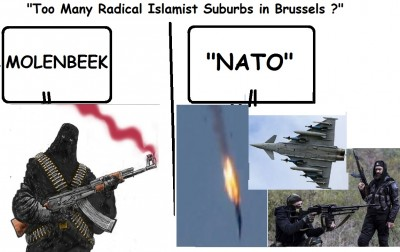 "Too Many Radical Islamist Suburbs in Brussels ?"
MOLENBEEK
"NATO"